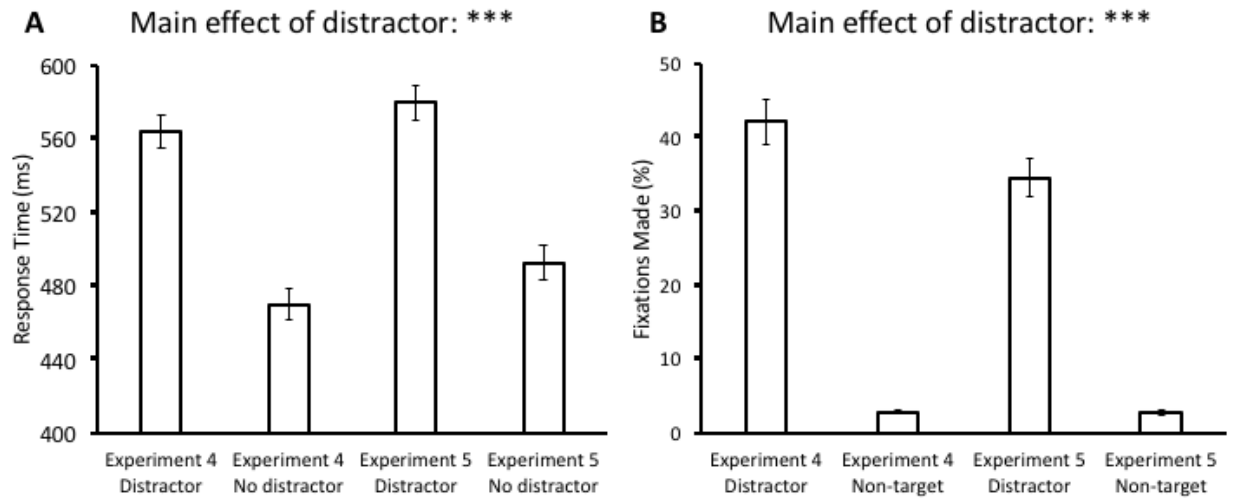 A Main effect of distractor: ***
Response Time (ms)
600
560
520
480
440
400
Experiment 4 Experiment 4 Experiment 5 Experiment 5
Distractor No distractor Distractor No distractor
B Main effect of distractor: ***
Fixations Made (%)
50
40
30
20
10
0
Experiment 4 Experiment 4 Experiment 5 Experiment 5
Distractor Non-target Distractor Non-target